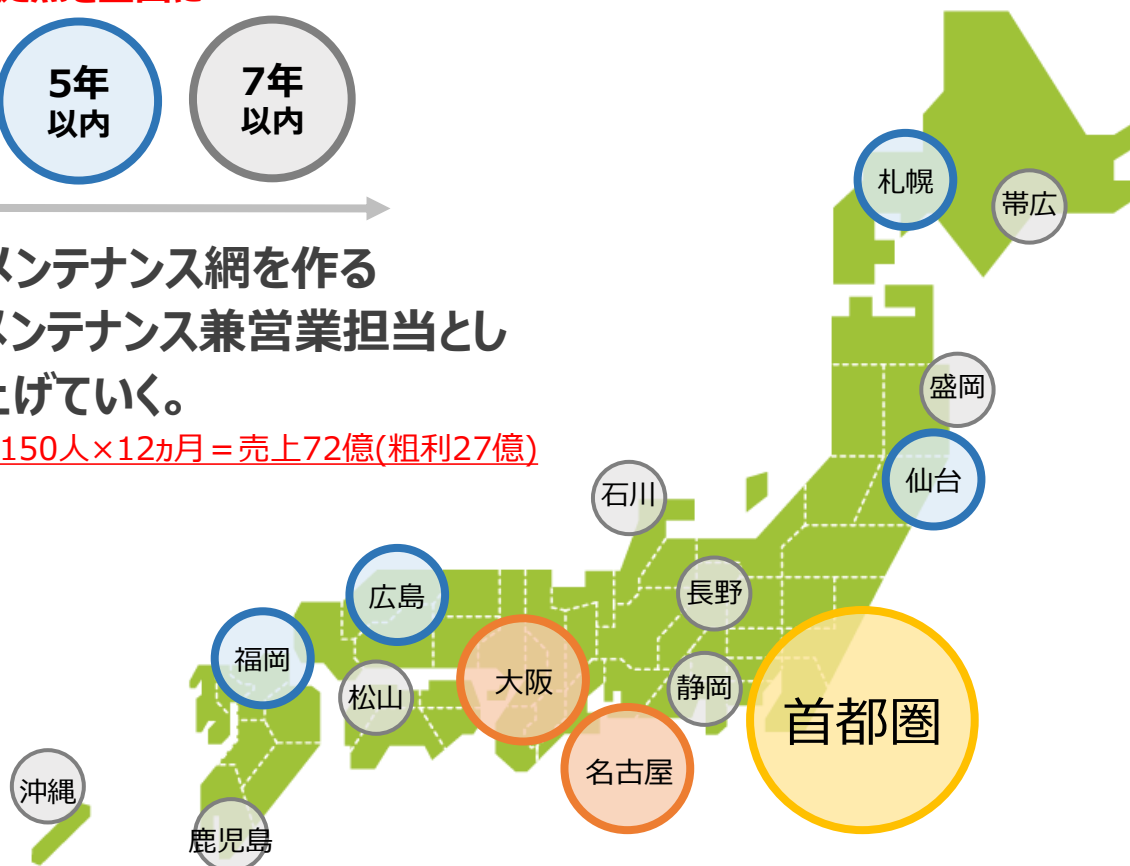 5年
以内
7年
以内
メンテナンス網を作る
メンテナンス兼営業担当とし
上げていく。
150人×12ヵ月＝売上72億(粗利27億)
札幌
帯広
盛岡
仙台
石川
広島
長野
福岡
松山
大阪
静岡
首都圏
名古屋
沖縄
鹿児島